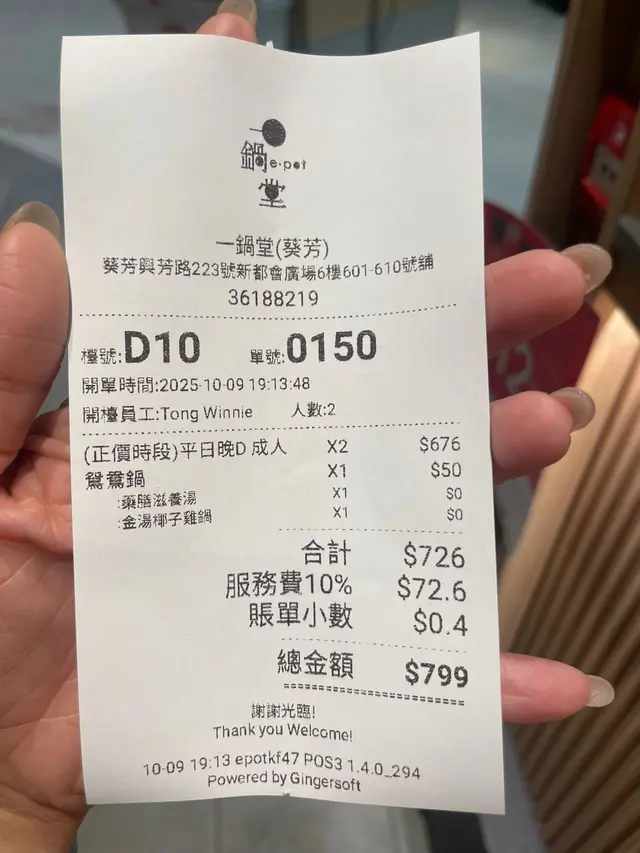 鍋e·pot
堂
一鍋堂(葵芳)
葵芳興芳路223號新都會廣場6樓601-610號舖
36188219
檯號:D10 單號:0150
開單時間:2025-10-09 19:13:48
開檯員工:Tong Winnie 人數:2
(正價時段)平日晚D 成人 X2 $676
鴛鴦鍋 X1 $50
:藥膳滋養湯 X1 $0
:金湯椰子雞鍋 X1 $0
合計 $726
服務費10% $72.6
賬單小數 $0.4
總金額 $799
謝謝光臨!
Thank you Welcome!
10-09 19:13 epotkf47 POS3 1.4.0_294
Powered by Gingersoft